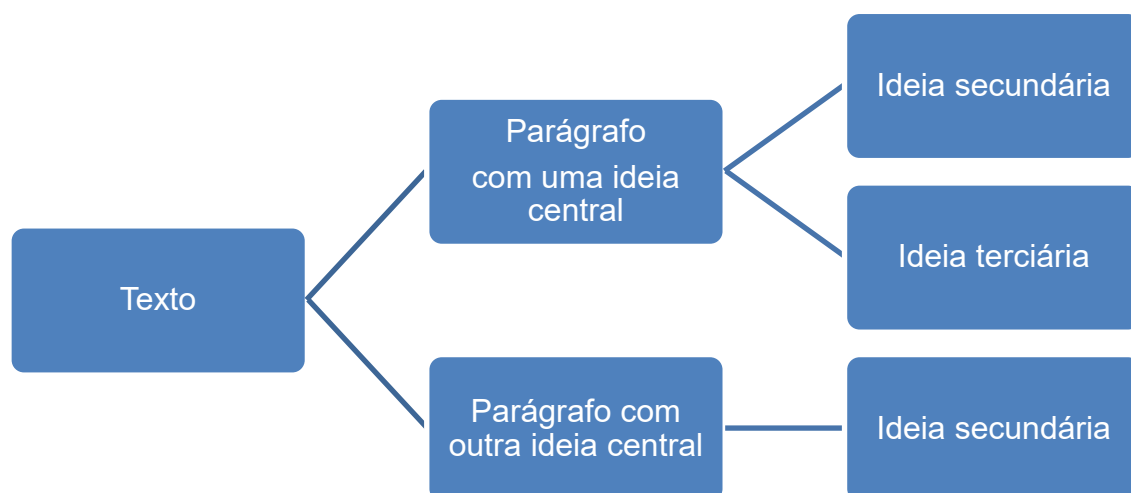 Texto
Parágrafo
com uma ideia
central
Ideia secundária
Ideia terciária
Parágrafo com
outra ideia central
Ideia secundária